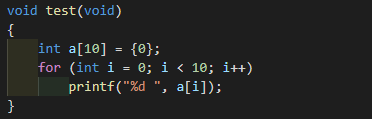 void test(void)
{
    int a[10] = {0};
    for (int i = 0; i < 10; i++)
        printf("%d ", a[i]);
}